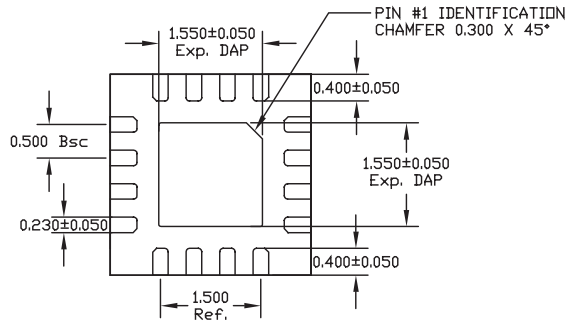 PIN #1 IDENTIFICATION
CHAMFER 0.300 X 45°
1.550±0.050
Exp. DAP
0.400±0.050
0.500 Bsc
1.550±0.050
Exp. DAP
0.230±0.050
0.400±0.050
1.500
Ref.